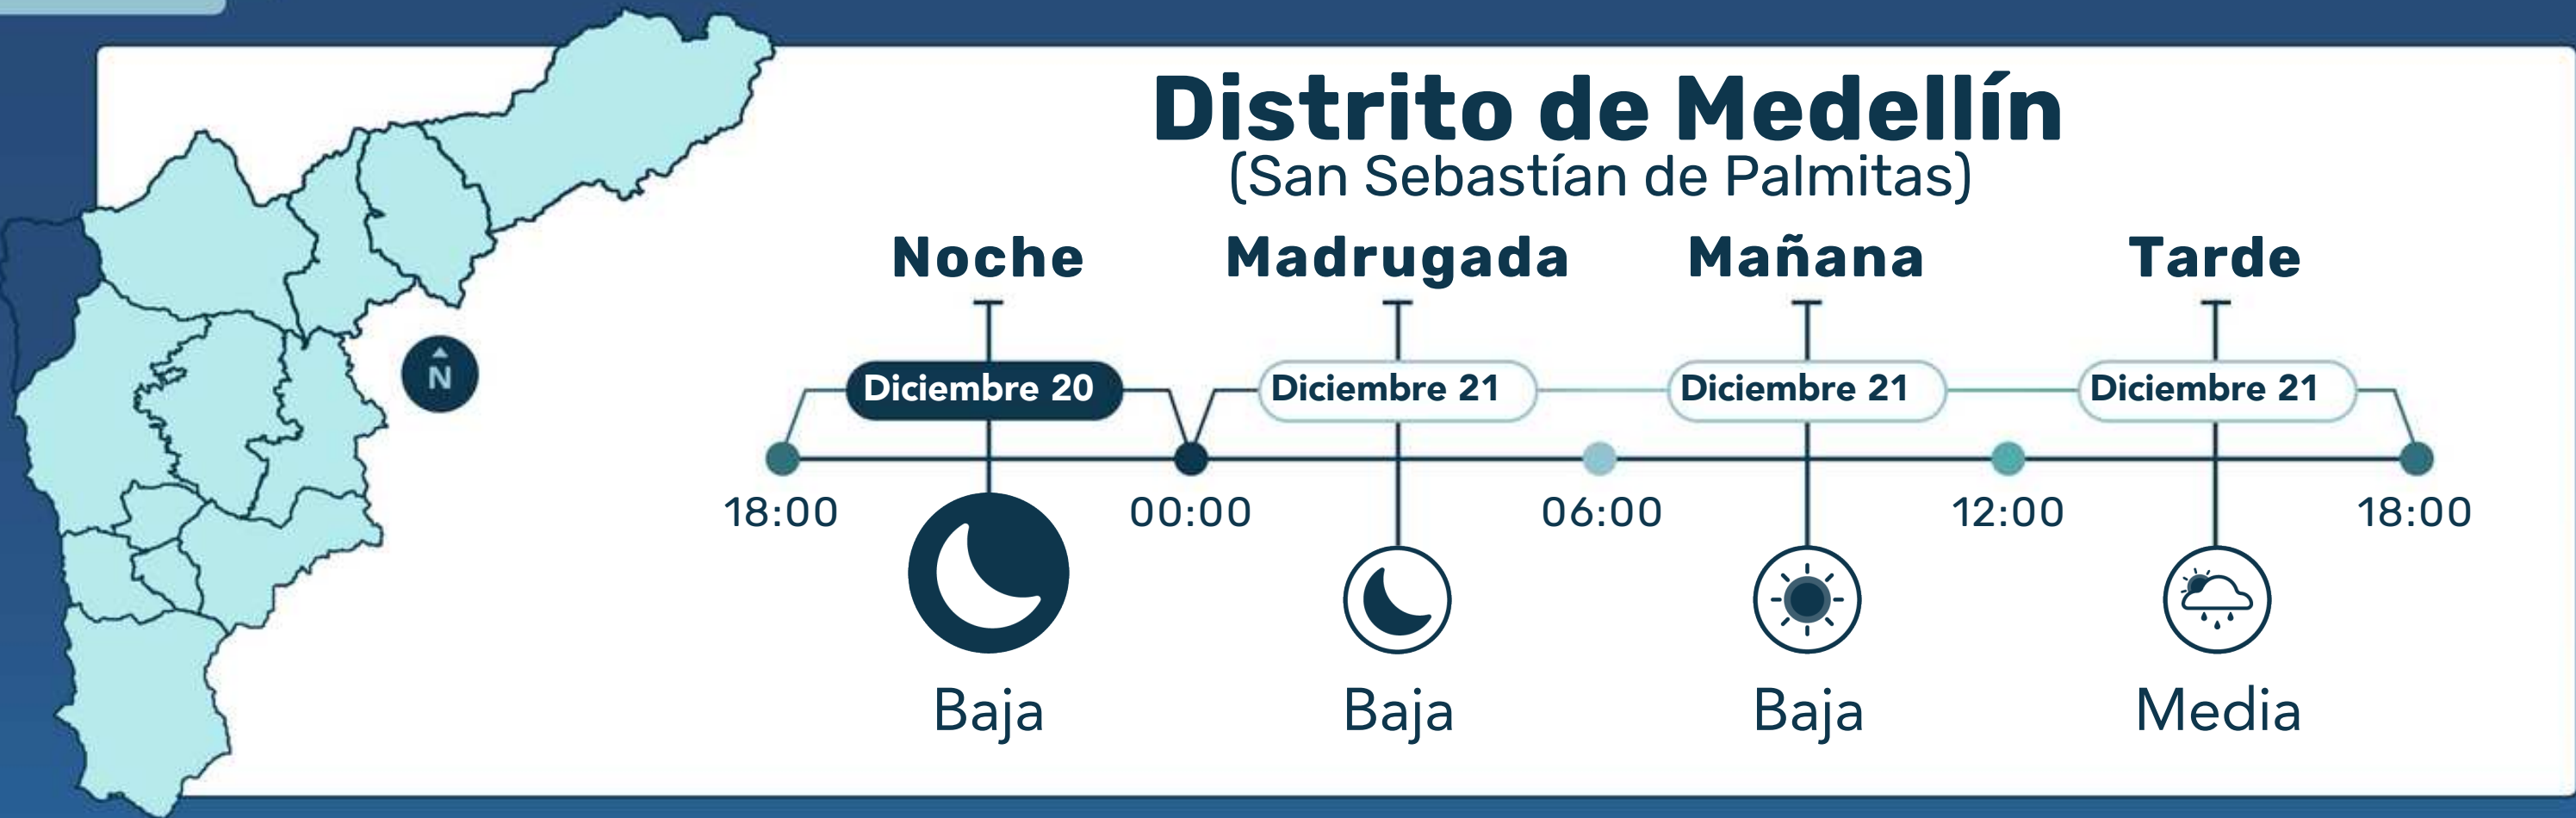 Distrito de Medellín
(San Sebastían de Palmitas)
Noche Madrugada Mañana Tarde
N
Diciembre 20 Diciembre 21 Diciembre 21 Diciembre 21
18:00 00:00 06:00 12:00 18:00
Baja Baja Baja Media